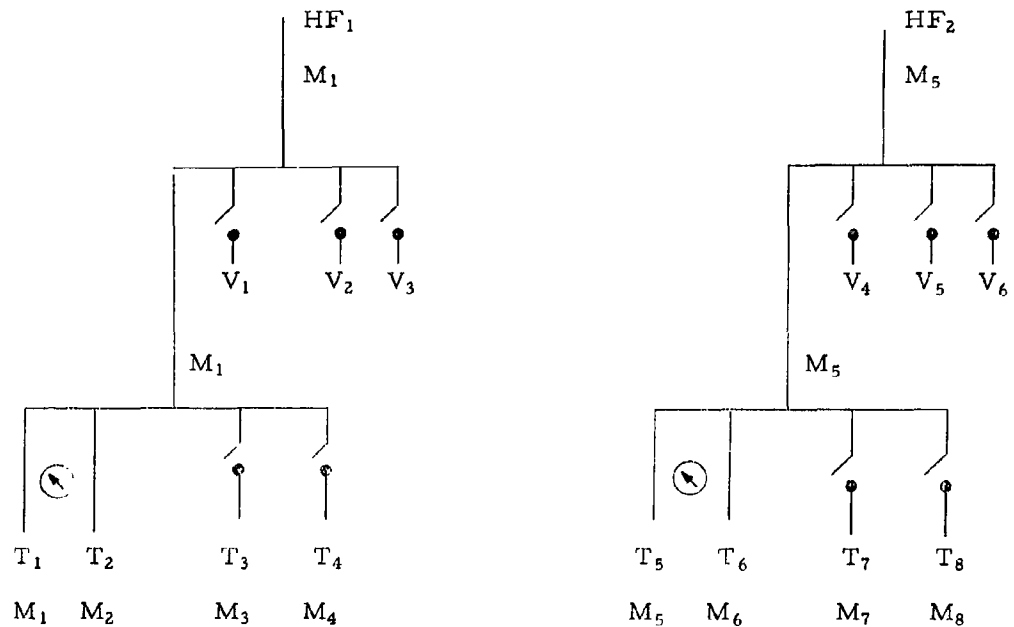 HF₁ HF₂
M₁ M₅
V₁ V₂ V₃ V₄ V₅ V₆
M₁ M₅
T₁ T₂ T₃ T₄ T₅ T₆ T₇ T₈
M₁ M₂ M₃ M₄ M₅ M₆ M₇ M₈